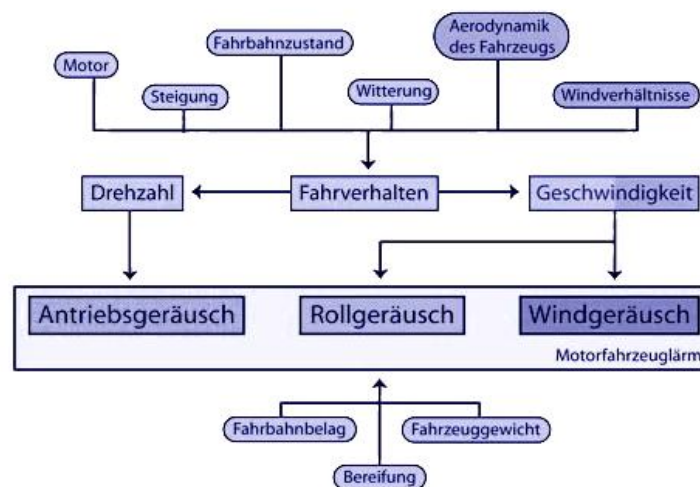 Aerodynamik
des Fahrzeugs
Fahrbahnzustand
Motor
Steigung
Witterung
Windverhältnisse
Drehzahl
Fahrverhalten
Geschwindigkeit
Antriebsgeräusch
Rollgeräusch
Windgeräusch
Motorfahrzeuglärm
Fahrbahnbelag
Fahrzeuggewicht
Bereifung